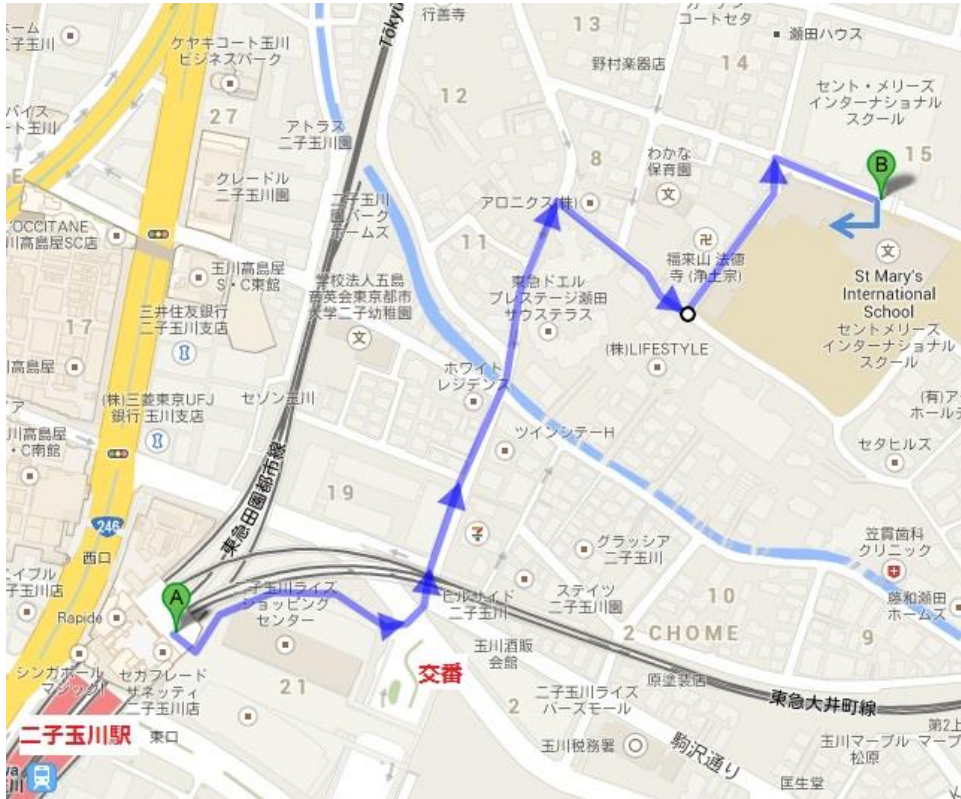 行善寺
13
コートセタ
瀬田ハウス
14
野村楽器店
セント・メリーズ
インターナショナル
スクール
15
ケヤキコート玉川
ビジネスパーク
二子玉川
27
Tōkyū
アトラス
二子玉川園
12
8
わかな
保育園
B
クレードル
二子玉川園
二子玉川
園パーク
ホームズ
アロニクス(株)
L'OCCITANE
玉川高島屋SC店
11
福来山 法徳
寺 (浄土宗)
St Mary's
International
School
セントメリーズ
インターナショナル
スクール
玉川高島屋
S・C東館
学校法人五島
育英会東京都市
大学二子幼稚園
東急ドエル
プレステージ瀬田
サウステラス
17
三井住友銀行
二子玉川支店
(株)LIFESTYLE
玉川高島屋
ホワイト
レジデンス
(株)三菱東京UFJ
銀行 玉川支店
セゾン玉川
川高島屋
・C南館
ツインシテーH
セタヒルズ
東急田園都市線
19
246
西口
グラッシア
二子玉川
笠貫歯科
クリニック
A
二子玉川ライズ
ショッピング
センター
ヒルサイド
二子玉川
ステイツ
二子玉川園
10
藤和瀬田
ホームズ
Rapide
2 CHOME
9
玉川酒販
会館
交番
シンガポール
マジック
セガフレード
ザネッティ
二子玉川店
21
原塗装店
東急大井町線
二子玉川駅
東口
2
二子玉川ライズ
バーズモール
駒沢通り
玉川税務署
玉川マーブル
松原
匡生堂